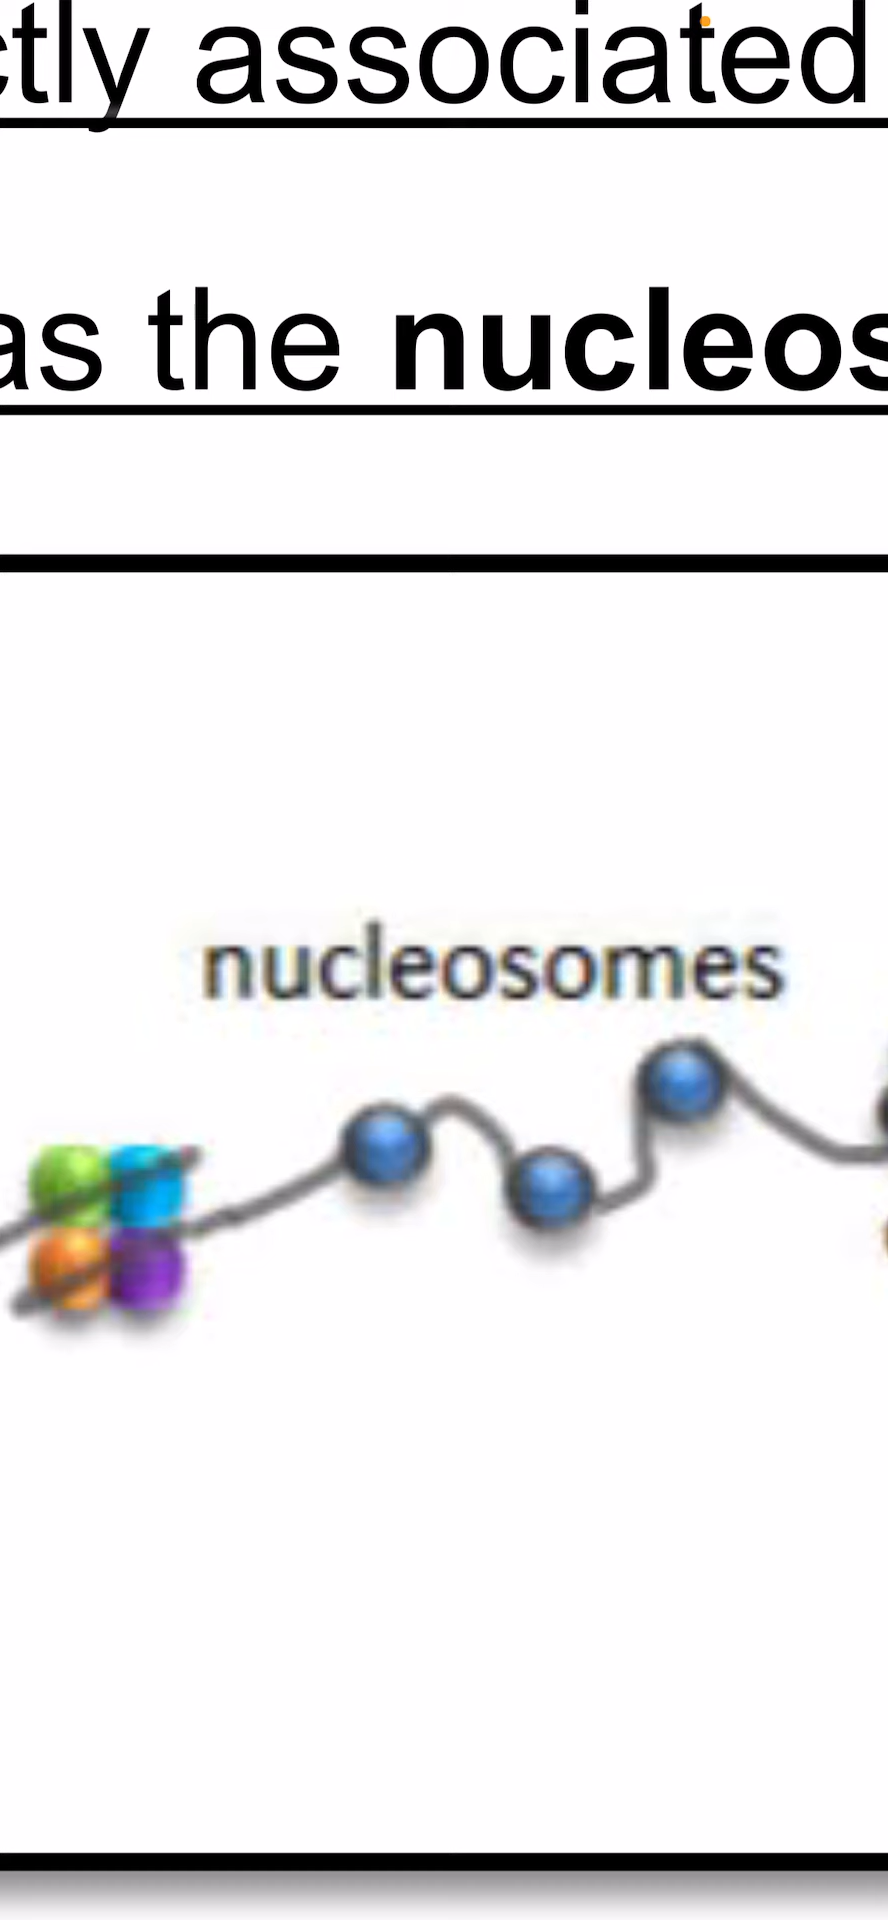 ctly associated
as the nucleos
nucleosomes